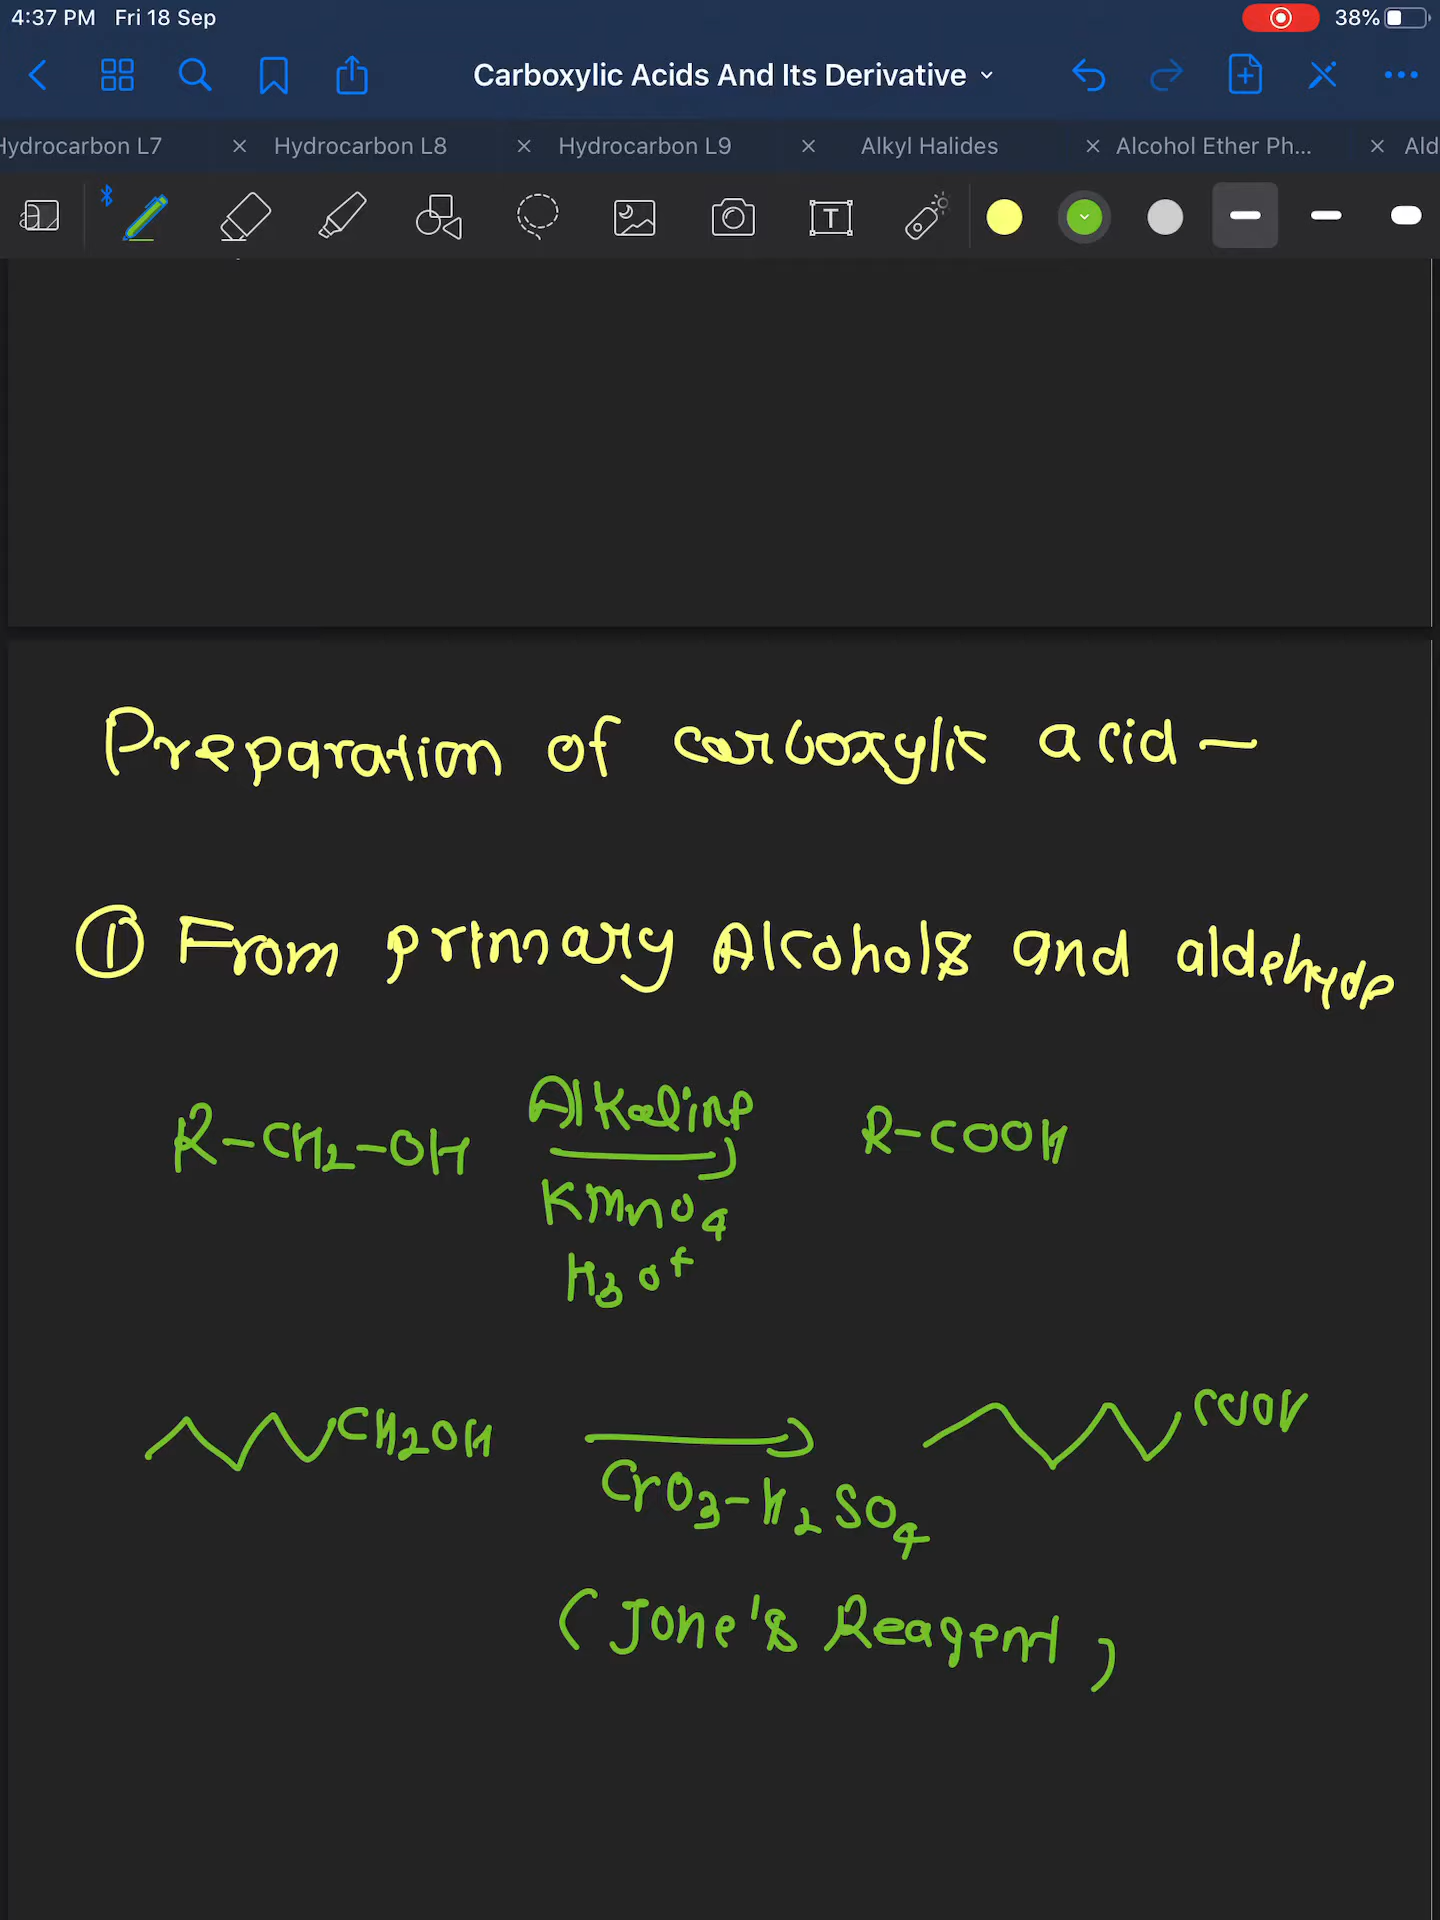 4:37 PM Fri 18 Sep 38%
Carboxylic Acids And Its Derivative
Hydrocarbon L7 × Hydrocarbon L8 × Hydrocarbon L9 × Alkyl Halides × Alcohol Ether Ph... × Ald
Preparation of carboxylic acid —
① From primary Alcohols and aldehyde
R-CH₂-OH Alkaline R-COOH
KMnO₄
H₃O⁺
CH₂OH COOH
CrO₃-H₂SO₄
(Jone's Reagent)